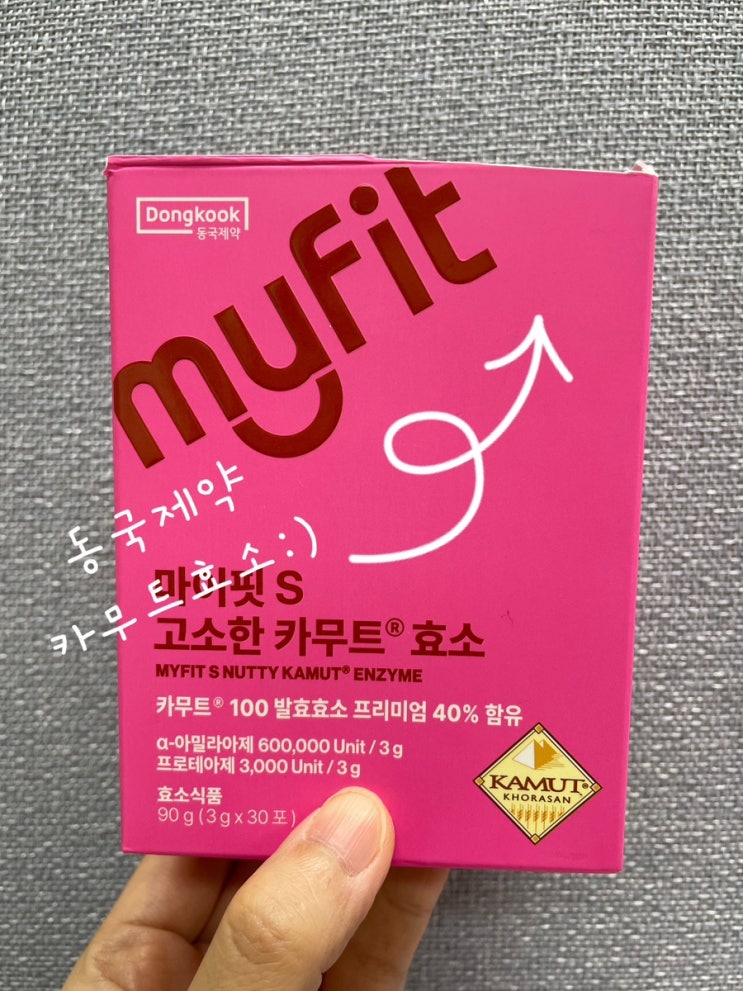 Dongkook
동국제약
myfit
동국제약
카무트효소:)
마이핏 S
고소한 카무트® 효소
MYFIT S NUTTY KAMUT® ENZYME
카무트® 100 발효효소 프리미엄 40% 함유
α-아밀라아제 600,000 Unit / 3 g
프로테아제 3,000 Unit / 3 g
효소식품
90 g ( 3 g x 30 포 )
KAMUT®
KHORASAN